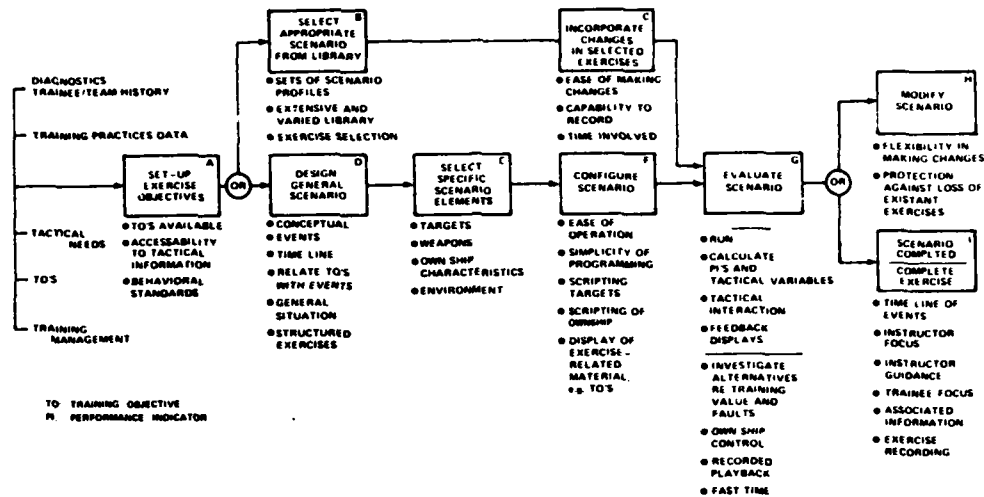 DIAGNOSTICS
TRAINEE/TEAM HISTORY
TRAINING PRACTICES DATA
TACTICAL
NEEDS
TO'S
TRAINING
MANAGEMENT
A
SET-UP
EXERCISE
OBJECTIVES
• TO'S AVAILABLE
• ACCESSABILITY
TO TACTICAL
INFORMATION
• BEHAVIORAL
STANDARDS
OR
B
SELECT
APPROPRIATE
SCENARIO
FROM LIBRARY
• SETS OF SCENARIO
PROFILES
• EXTENSIVE AND
VARIED LIBRARY
• EXERCISE SELECTION
C
INCORPORATE
CHANGES
IN SELECTED
EXERCISES
• EASE OF MAKING
CHANGES
• CAPABILITY TO
RECORD
• TIME INVOLVED
D
DESIGN
GENERAL
SCENARIO
• CONCEPTUAL
• EVENTS
• TIME LINE
• RELATE TO'S
WITH EVENTS
• GENERAL
SITUATION
• STRUCTURED
EXERCISES
E
SELECT
SPECIFIC
SCENARIO
ELEMENTS
• TARGETS
• WEAPONS
• OWN SHIP
CHARACTERISTICS
• ENVIRONMENT
F
CONFIGURE
SCENARIO
• EASE OF
OPERATION
• SIMPLICITY OF
PROGRAMMING
• SCRIPTING
TARGETS
• SCRIPTING OF
OWNSHIP
• DISPLAY OF
EXERCISE-
RELATED
MATERIAL,
e.g. TO'S
G
EVALUATE
SCENARIO
• RUN
• CALCULATE
PI'S AND
TACTICAL VARIABLES
• TACTICAL
INTERACTION
• FEEDBACK
DISPLAYS
• INVESTIGATE
ALTERNATIVES
RE TRAINING
VALUE AND
FAULTS
• OWN SHIP
CONTROL
• RECORDED
PLAYBACK
• FAST TIME
OR
H
MODIFY
SCENARIO
• FLEXIBILITY IN
MAKING CHANGES
• PROTECTION
AGAINST LOSS OF
EXISTANT
EXERCISES
I
SCENARIO
COMPLTED
COMPLETE
EXERCISE
• TIME LINE OF
EVENTS
• INSTRUCTOR
FOCUS
• INSTRUCTOR
GUIDANCE
• TRAINEE FOCUS
• ASSOCIATED
INFORMATION
• EXERCISE
RECORDING
TO: TRAINING OBJECTIVE
PI. PERFORMANCE INDICATOR